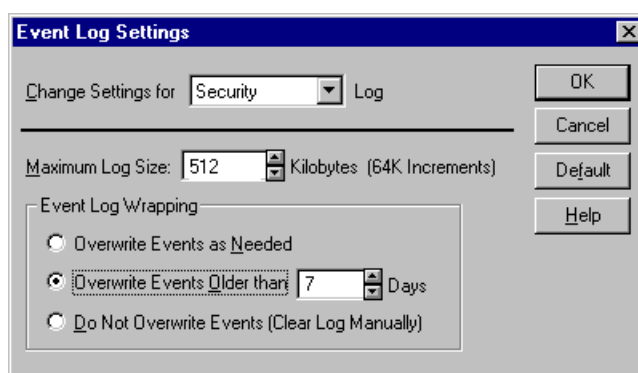 Event Log Settings
Change Settings for Security Log
OK
Cancel
Maximum Log Size: 512 Kilobytes (64K Increments)
Default
Help
Event Log Wrapping
Overwrite Events as Needed
Overwrite Events Older than 7 Days
Do Not Overwrite Events (Clear Log Manually)